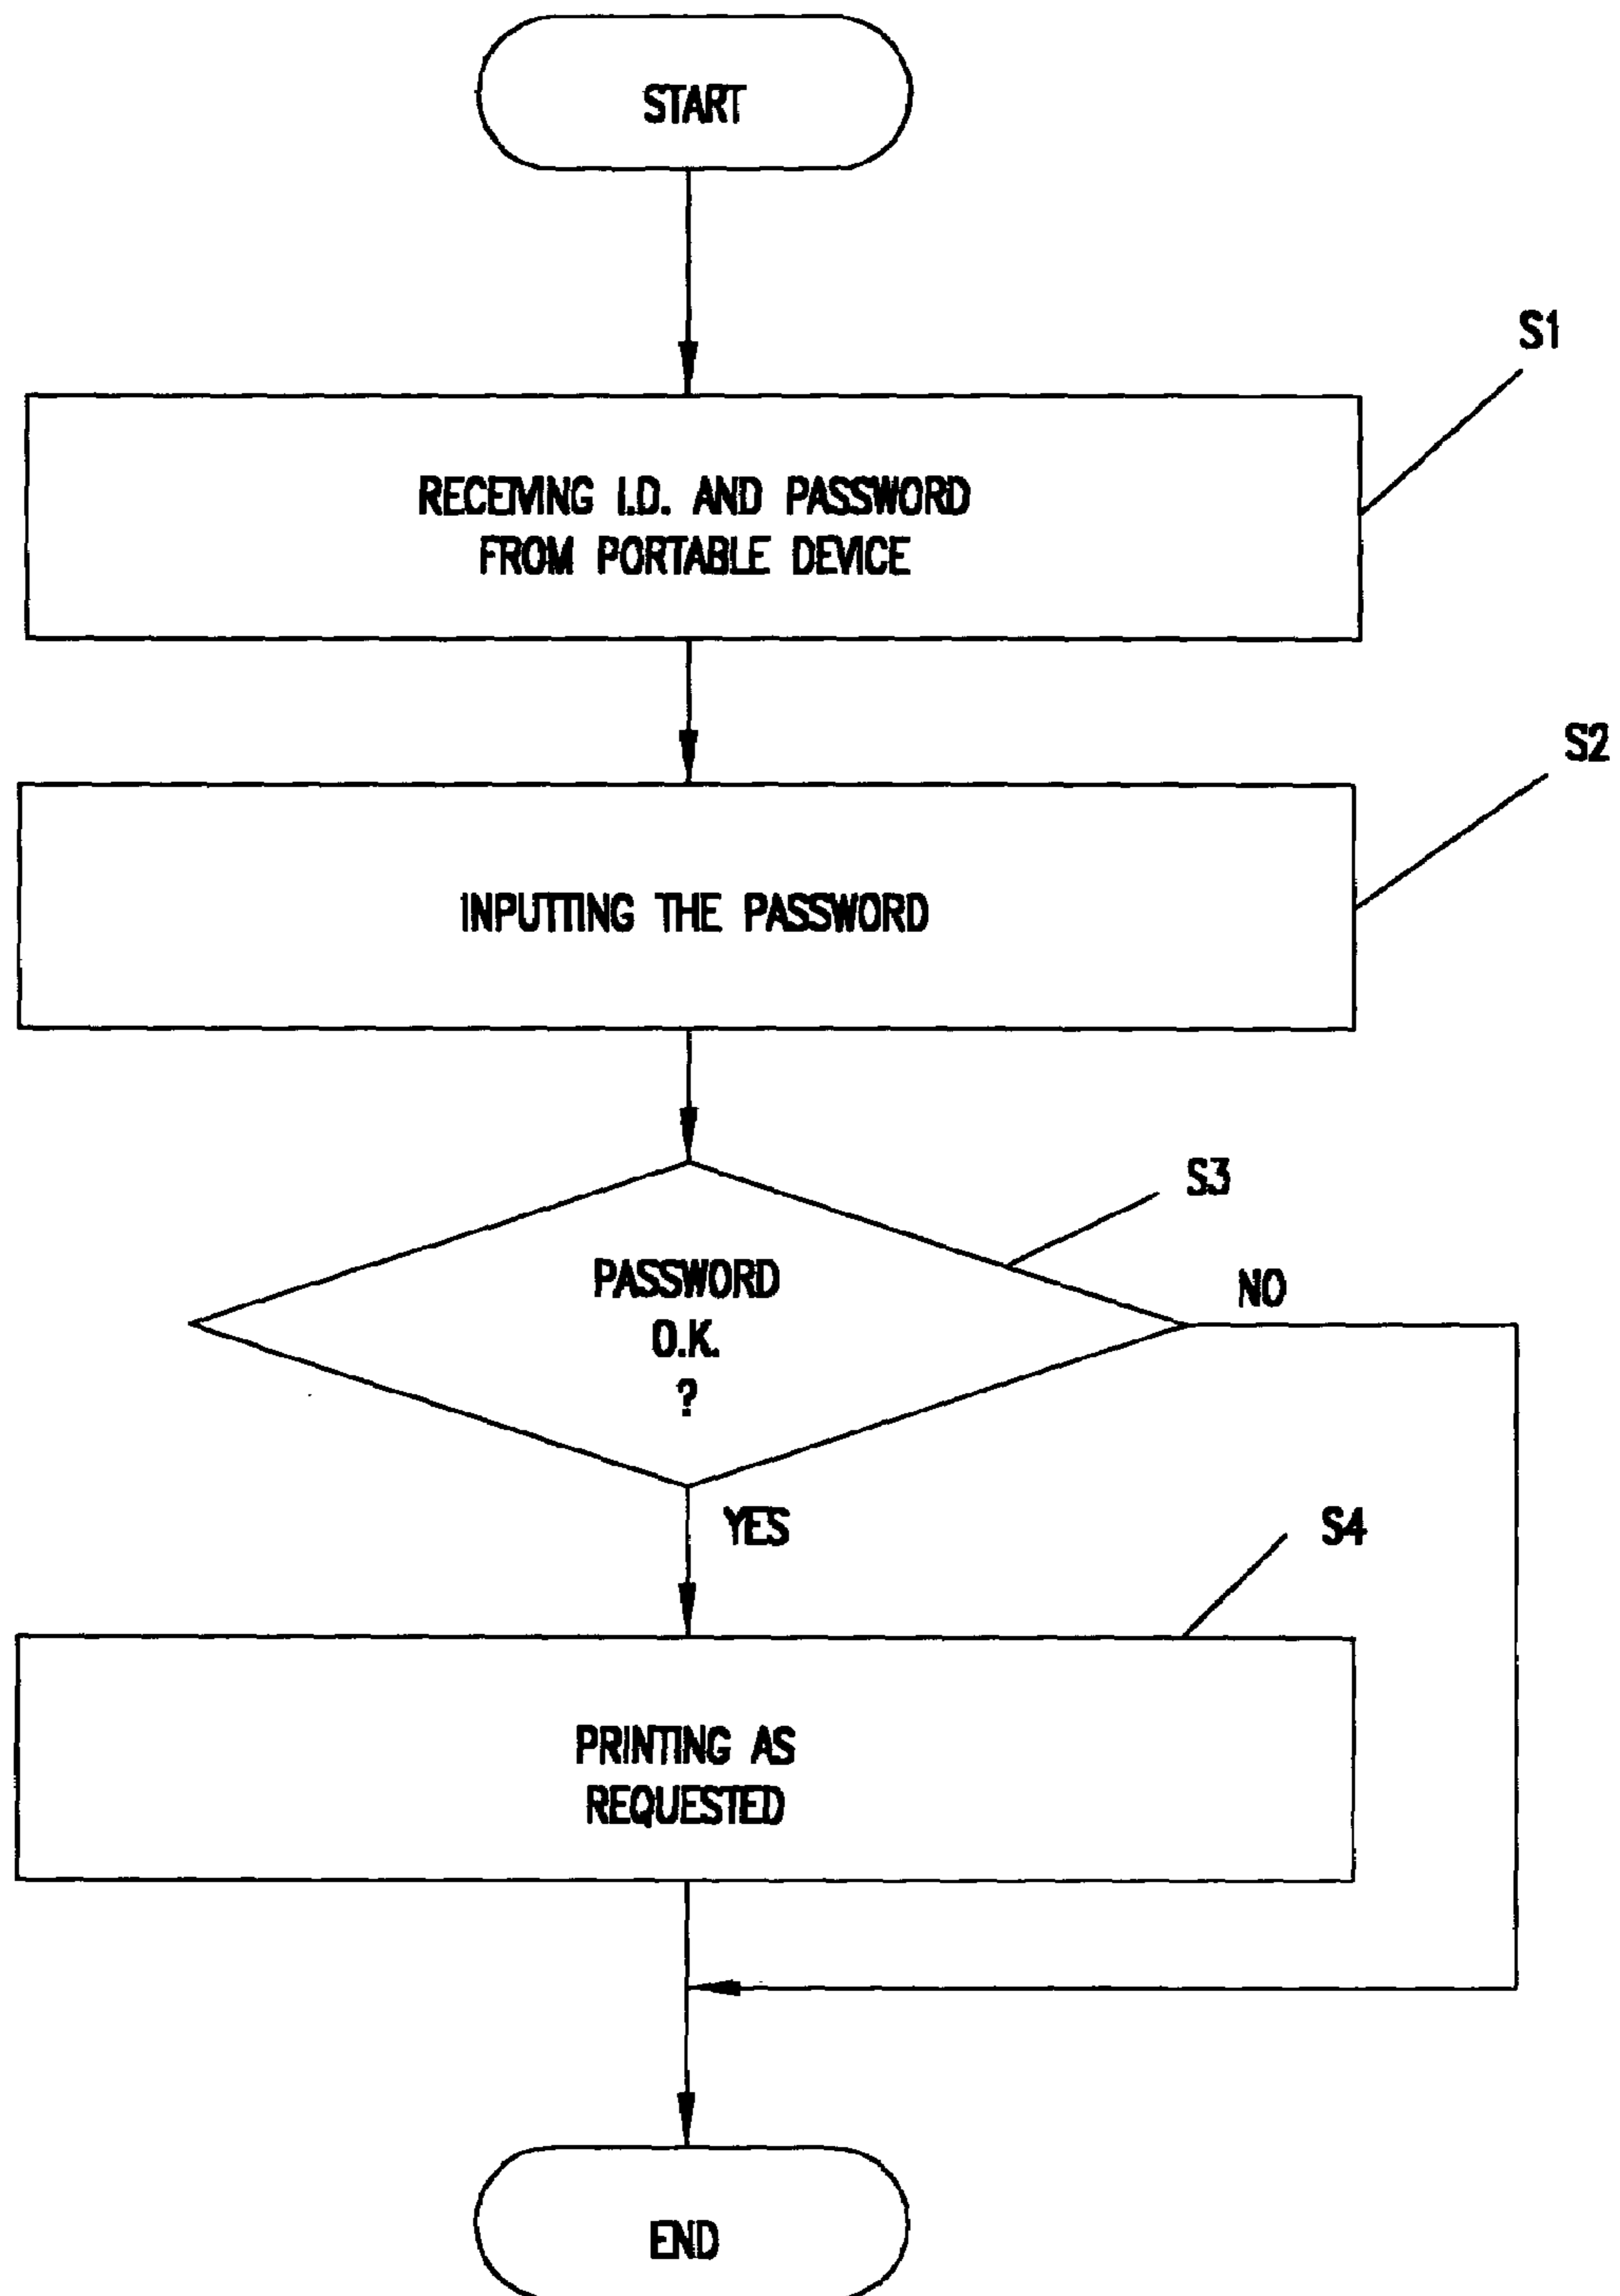 START
S1
RECEIVING I.D. AND PASSWORD
FROM PORTABLE DEVICE
S2
INPUTTING THE PASSWORD
S3
PASSWORD
O.K.
?
NO
YES
S4
PRINTING AS
REQUESTED
END